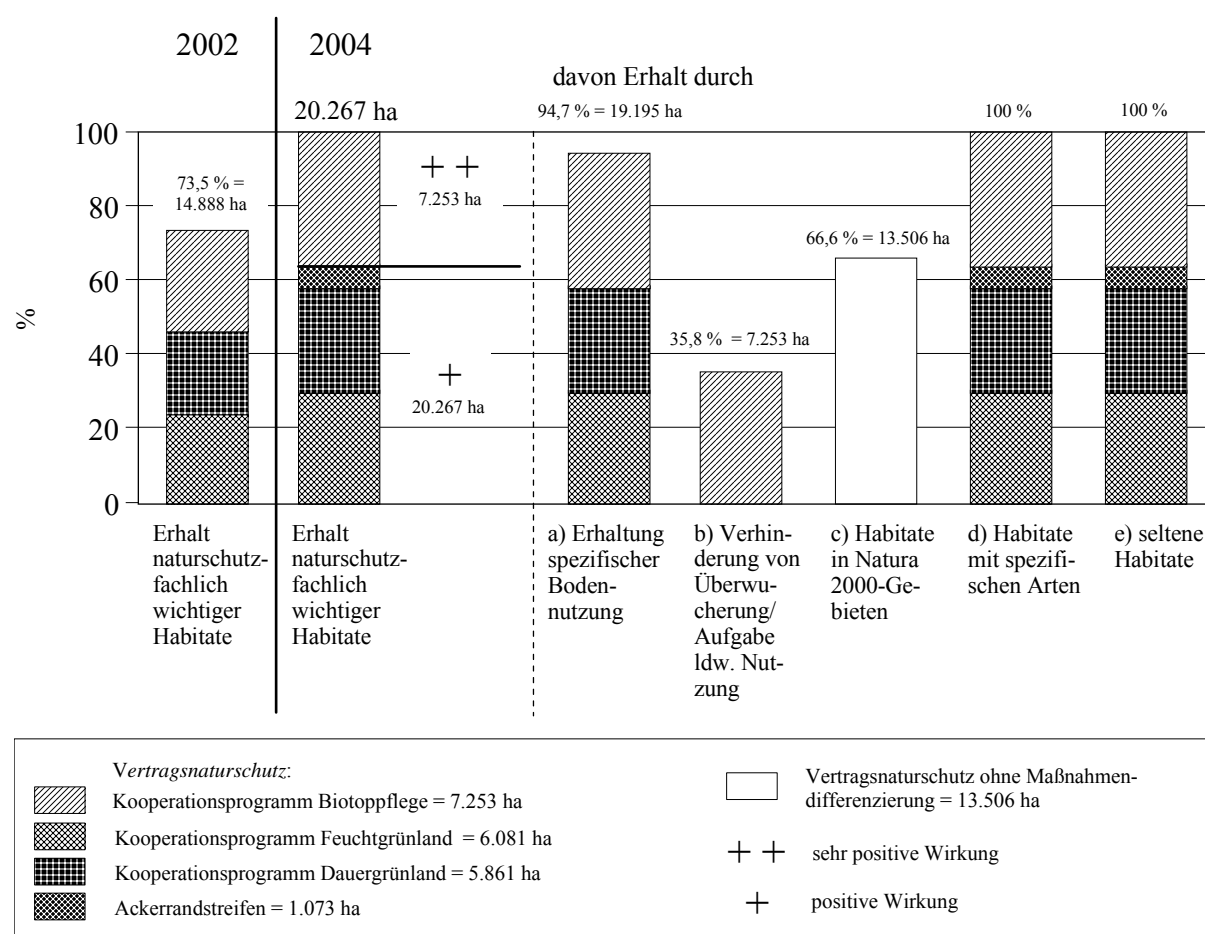 2002
2004
davon Erhalt durch
20.267 ha
94,7 % = 19.195 ha
100 %
100 %
%
100
80
60
40
20
0
73,5 % =
14.888 ha
+ +
7.253 ha
+
20.267 ha
35,8 % = 7.253 ha
66,6 % = 13.506 ha
Erhalt
naturschutz-
fachlich
wichtiger
Habitate
Erhalt
naturschutz-
fachlich
wichtiger
Habitate
a) Erhaltung
spezifischer
Boden-
nutzung
b) Verhin-
derung von
Überwu-
cherung/
Aufgabe
ldw. Nut-
zung
c) Habitate
in Natura
2000-Ge-
bieten
d) Habitate
mit spezifi-
schen Arten
e) seltene
Habitate
Vertragsnaturschutz:
Kooperationsprogramm Biotoppflege = 7.253 ha
Kooperationsprogramm Feuchtgrünland = 6.081 ha
Kooperationsprogramm Dauergrünland = 5.861 ha
Ackerrandstreifen = 1.073 ha
Vertragsnaturschutz ohne Maßnahmen-
differenzierung = 13.506 ha
+ + sehr positive Wirkung
+ positive Wirkung